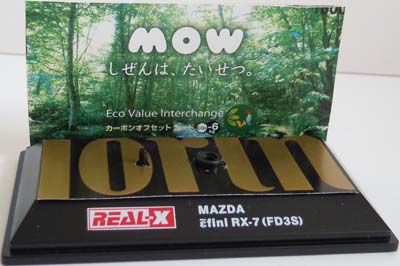 mow
しぜんは、たいせつ。
Eco Value Interchange
カーボンオフセット
-6
REAL-X
MAZDA
ε̃fini RX-7 (FD3S)